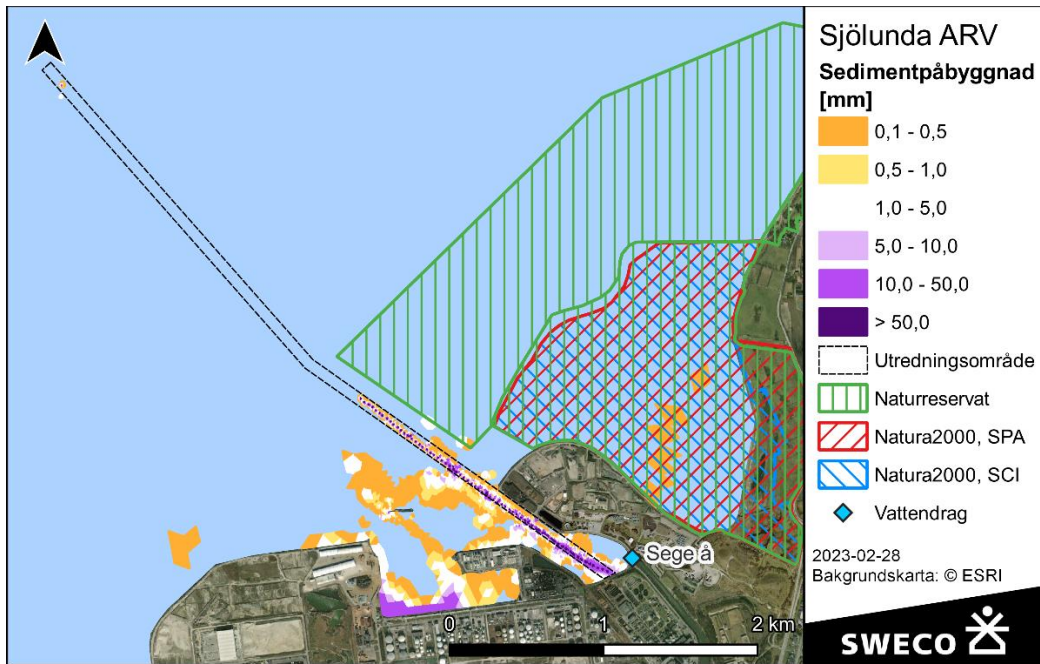 Sjölunda ARV
Sedimentpåbyggnad
[mm]
0,1 - 0,5
0,5 - 1,0
1,0 - 5,0
5,0 - 10,0
10,0 - 50,0
> 50,0
Utredningsområde
Naturreservat
Natura2000, SPA
Natura2000, SCI
Vattendrag
2023-02-28
Bakgrundskarta: © ESRI
SWECO
Sege å
0 1 2 km